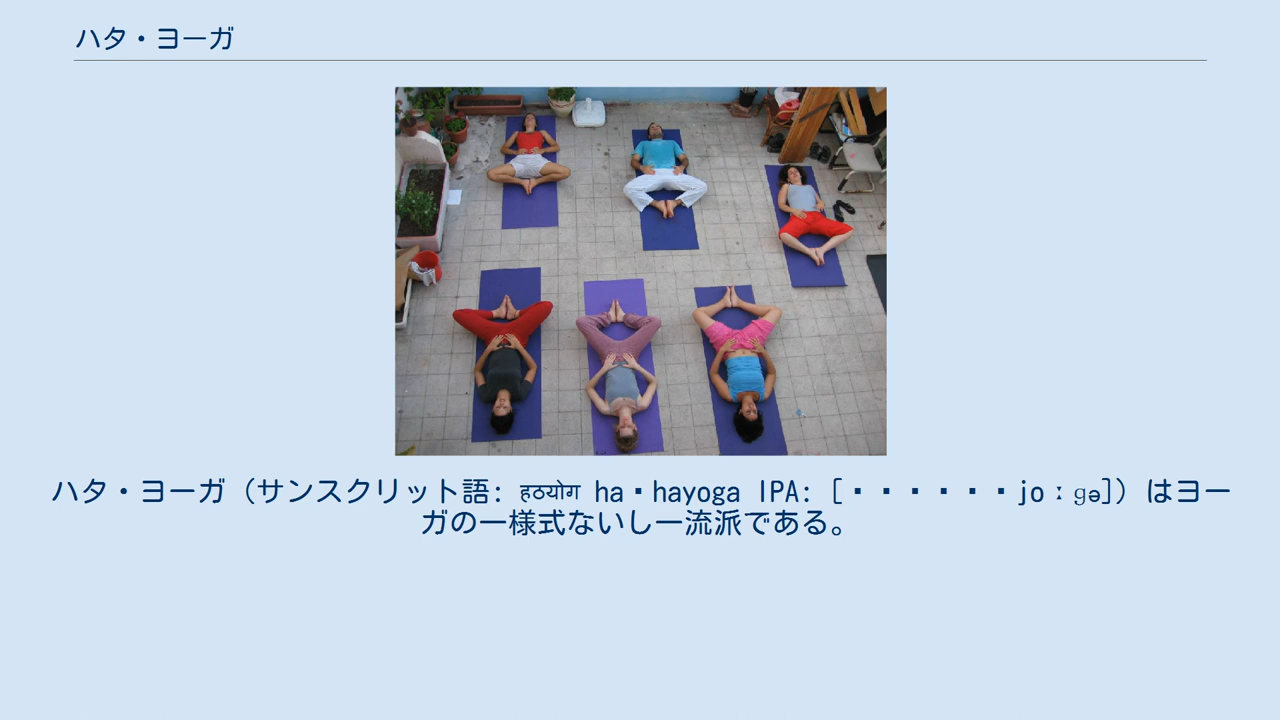 ハタ・ヨーガ
ハタ・ヨーガ（サンスクリット語: हठयोग ha▪hayoga IPA: [▪▪▪▪▪▪joːɡə]）はヨー
ガの一様式ないし一流派である。